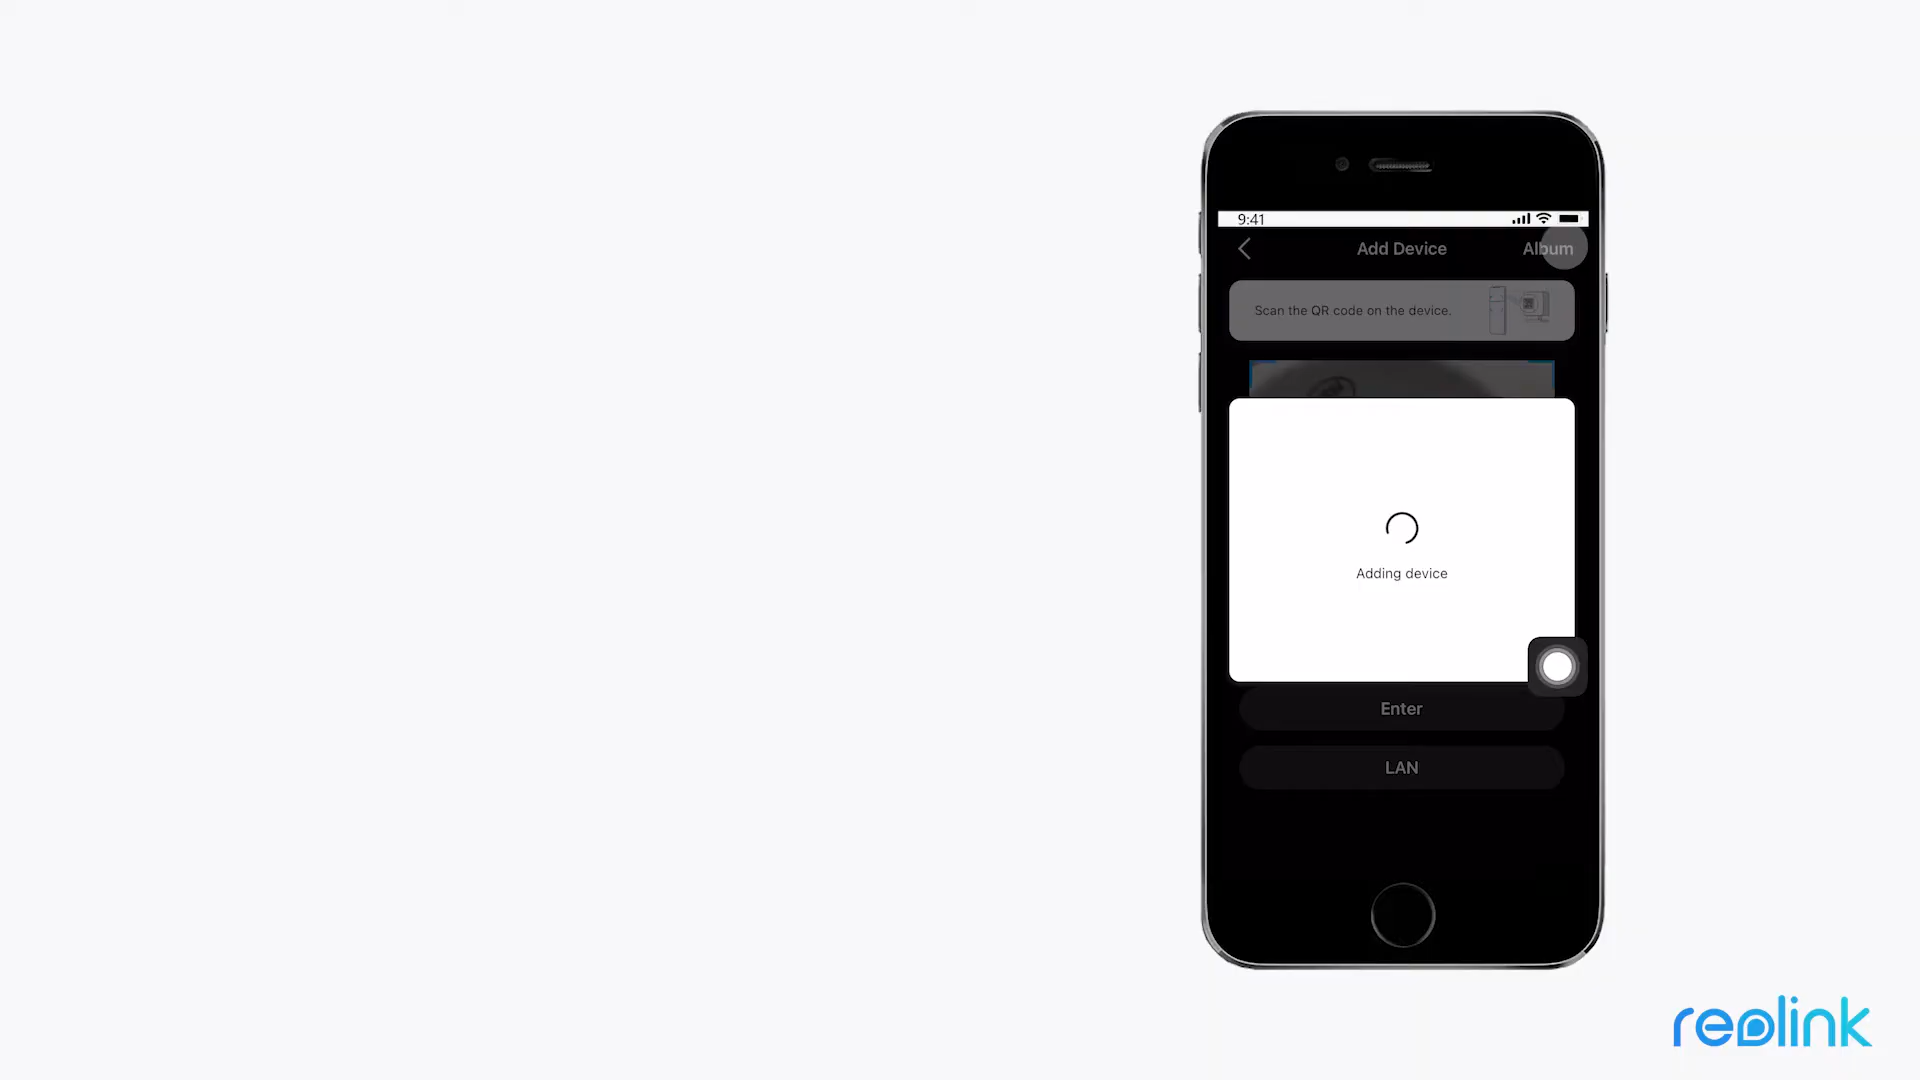 9:41
Add Device
Album
Scan the QR code on the device.
Adding device
Enter
LAN
reolink